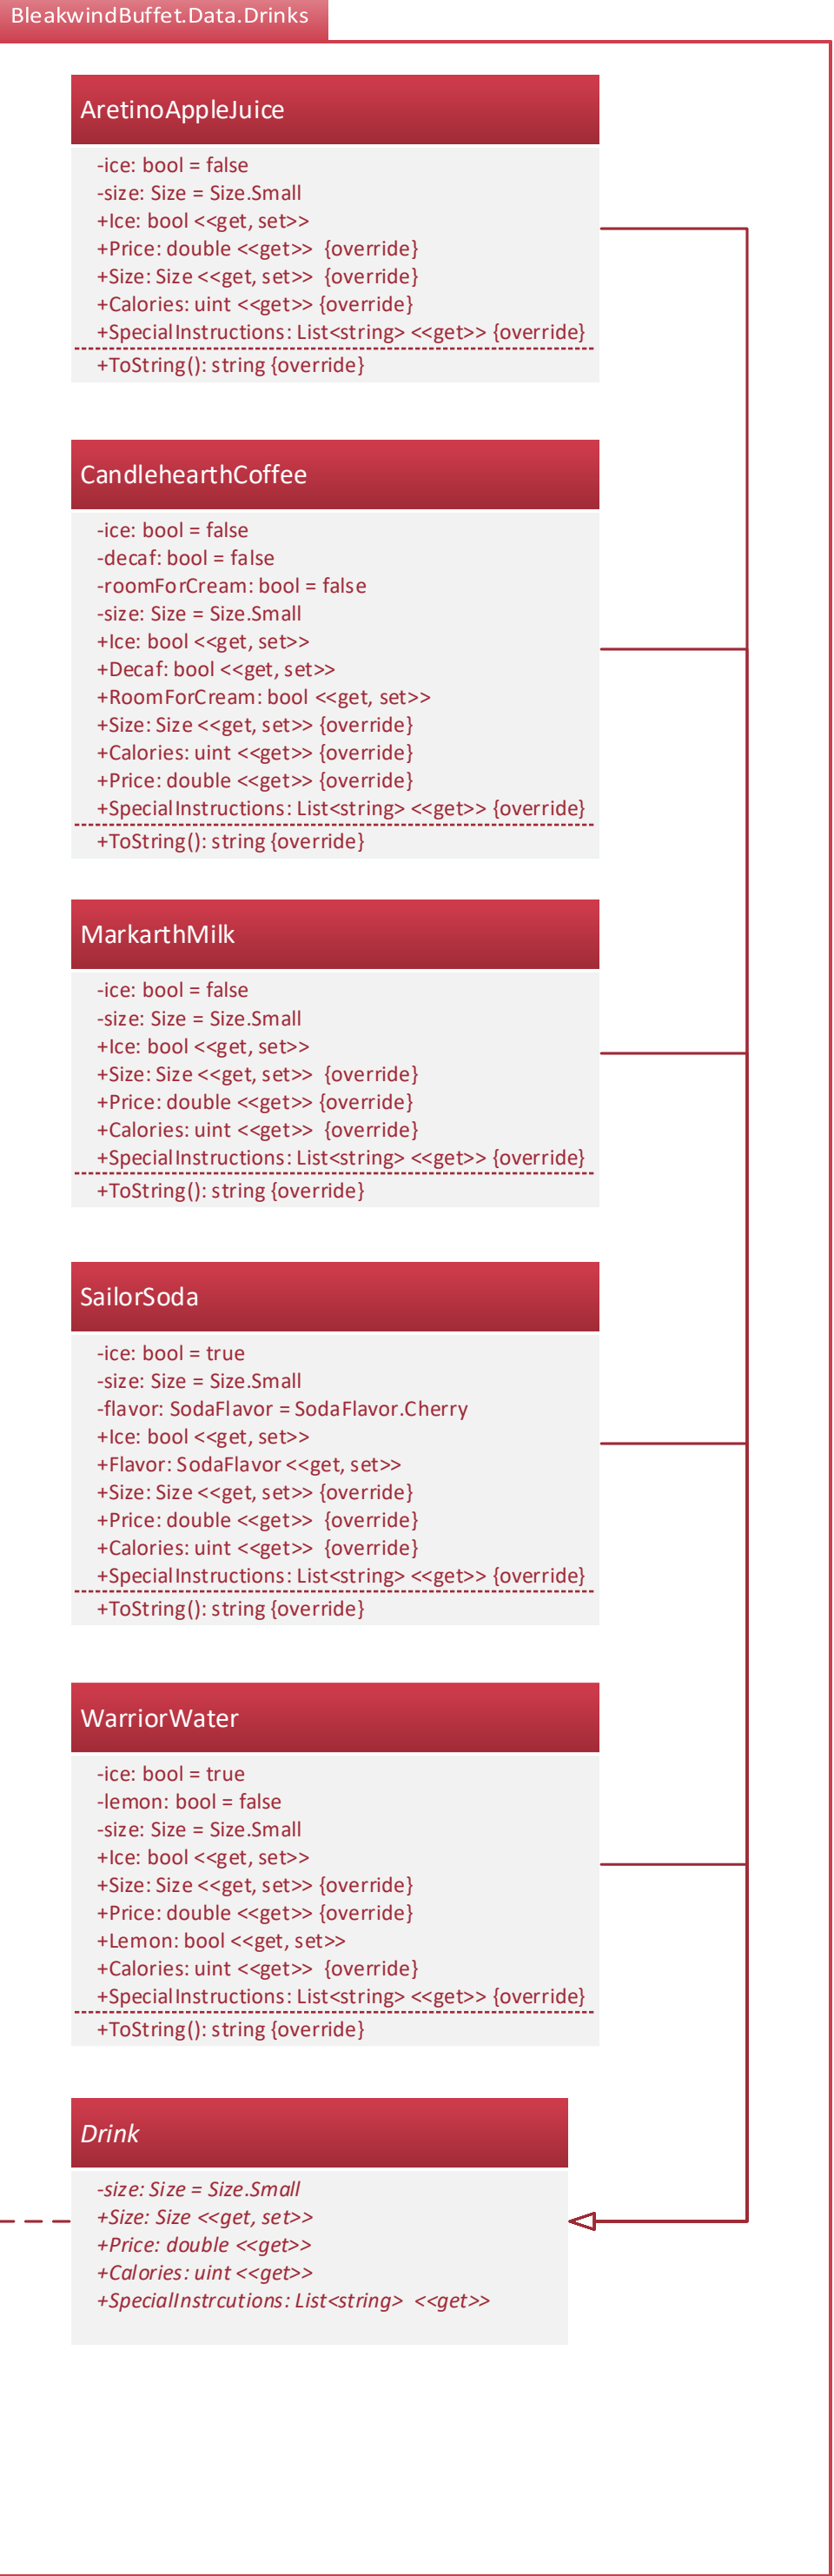 BleakwindBuffet.Data.Drinks
AretinoAppleJuice
-ice: bool = false
-size: Size = Size.Small
+Ice: bool <<get, set>>
+Price: double <<get>> {override}
+Size: Size <<get, set>> {override}
+Calories: uint <<get>> {override}
+SpecialInstructions: List<string> <<get>> {override}
+ToString(): string {override}
CandlehearthCoffee
-ice: bool = false
-decaf: bool = false
-roomForCream: bool = false
-size: Size = Size.Small
+Ice: bool <<get, set>>
+Decaf: bool <<get, set>>
+RoomForCream: bool <<get, set>>
+Size: Size <<get, set>> {override}
+Calories: uint <<get>> {override}
+Price: double <<get>> {override}
+SpecialInstructions: List<string> <<get>> {override}
+ToString(): string {override}
MarkarthMilk
-ice: bool = false
-size: Size = Size.Small
+Ice: bool <<get, set>>
+Size: Size <<get, set>> {override}
+Price: double <<get>> {override}
+Calories: uint <<get>> {override}
+SpecialInstructions: List<string> <<get>> {override}
+ToString(): string {override}
SailorSoda
-ice: bool = true
-size: Size = Size.Small
-flavor: SodaFlavor = SodaFlavor.Cherry
+Ice: bool <<get, set>>
+Flavor: SodaFlavor <<get, set>>
+Size: Size <<get, set>> {override}
+Price: double <<get>> {override}
+Calories: uint <<get>> {override}
+SpecialInstructions: List<string> <<get>> {override}
+ToString(): string {override}
WarriorWater
-ice: bool = true
-lemon: bool = false
-size: Size = Size.Small
+Ice: bool <<get, set>>
+Size: Size <<get, set>> {override}
+Price: double <<get>> {override}
+Lemon: bool <<get, set>>
+Calories: uint <<get>> {override}
+SpecialInstructions: List<string> <<get>> {override}
+ToString(): string {override}
Drink
-size: Size = Size.Small
+Size: Size <<get, set>>
+Price: double <<get>>
+Calories: uint <<get>>
+SpecialInstrcutions: List<string> <<get>>